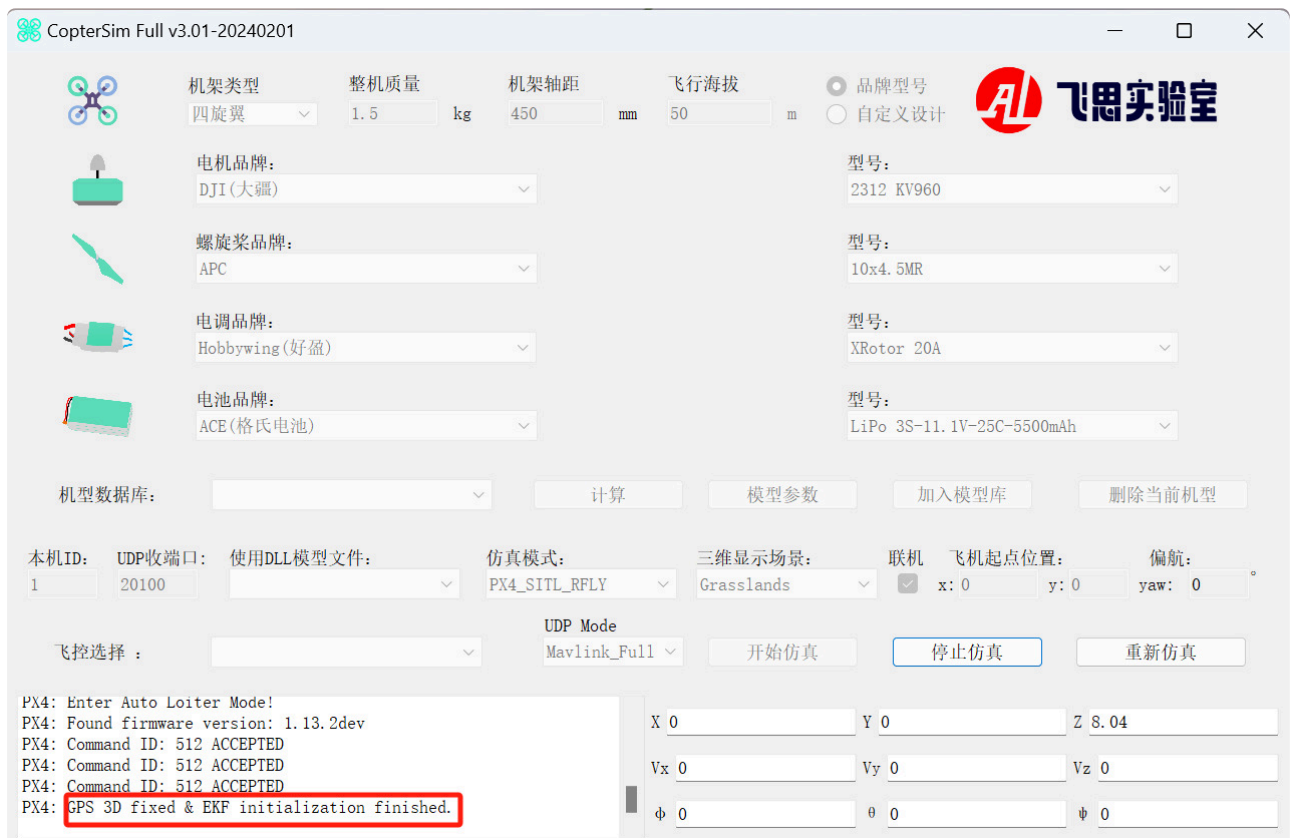 CopterSim Full v3.01-20240201
机架类型 整机质量 机架轴距 飞行海拔 品牌型号
四旋翼 1.5 kg 450 mm 50 m 自定义设计
飞思实验室
电机品牌： 型号：
DJI(大疆) 2312 KV960
螺旋桨品牌： 型号：
APC 10x4.5MR
电调品牌： 型号：
Hobbywing(好盈) XRotor 20A
电池品牌： 型号：
ACE(格氏电池) LiPo 3S-11.1V-25C-5500mAh
机型数据库： 计算 模型参数 加入模型库 删除当前机型
本机ID: UDP收端口: 使用DLL模型文件： 仿真模式： 三维显示场景： 联机 飞机起点位置： 偏航：
1 20100 PX4_SITL_RFLY Grasslands x: 0 y: 0 yaw: 0 °
UDP Mode
飞控选择 ： Mavlink_Full 开始仿真 停止仿真 重新仿真
PX4: Enter Auto Loiter Mode!
PX4: Found firmware version: 1.13.2dev
PX4: Command ID: 512 ACCEPTED
PX4: Command ID: 512 ACCEPTED
PX4: Command ID: 512 ACCEPTED
PX4: GPS 3D fixed & EKF initialization finished.
X 0 Y 0 Z 8.04
Vx 0 Vy 0 Vz 0
ϕ 0 θ 0 ψ 0